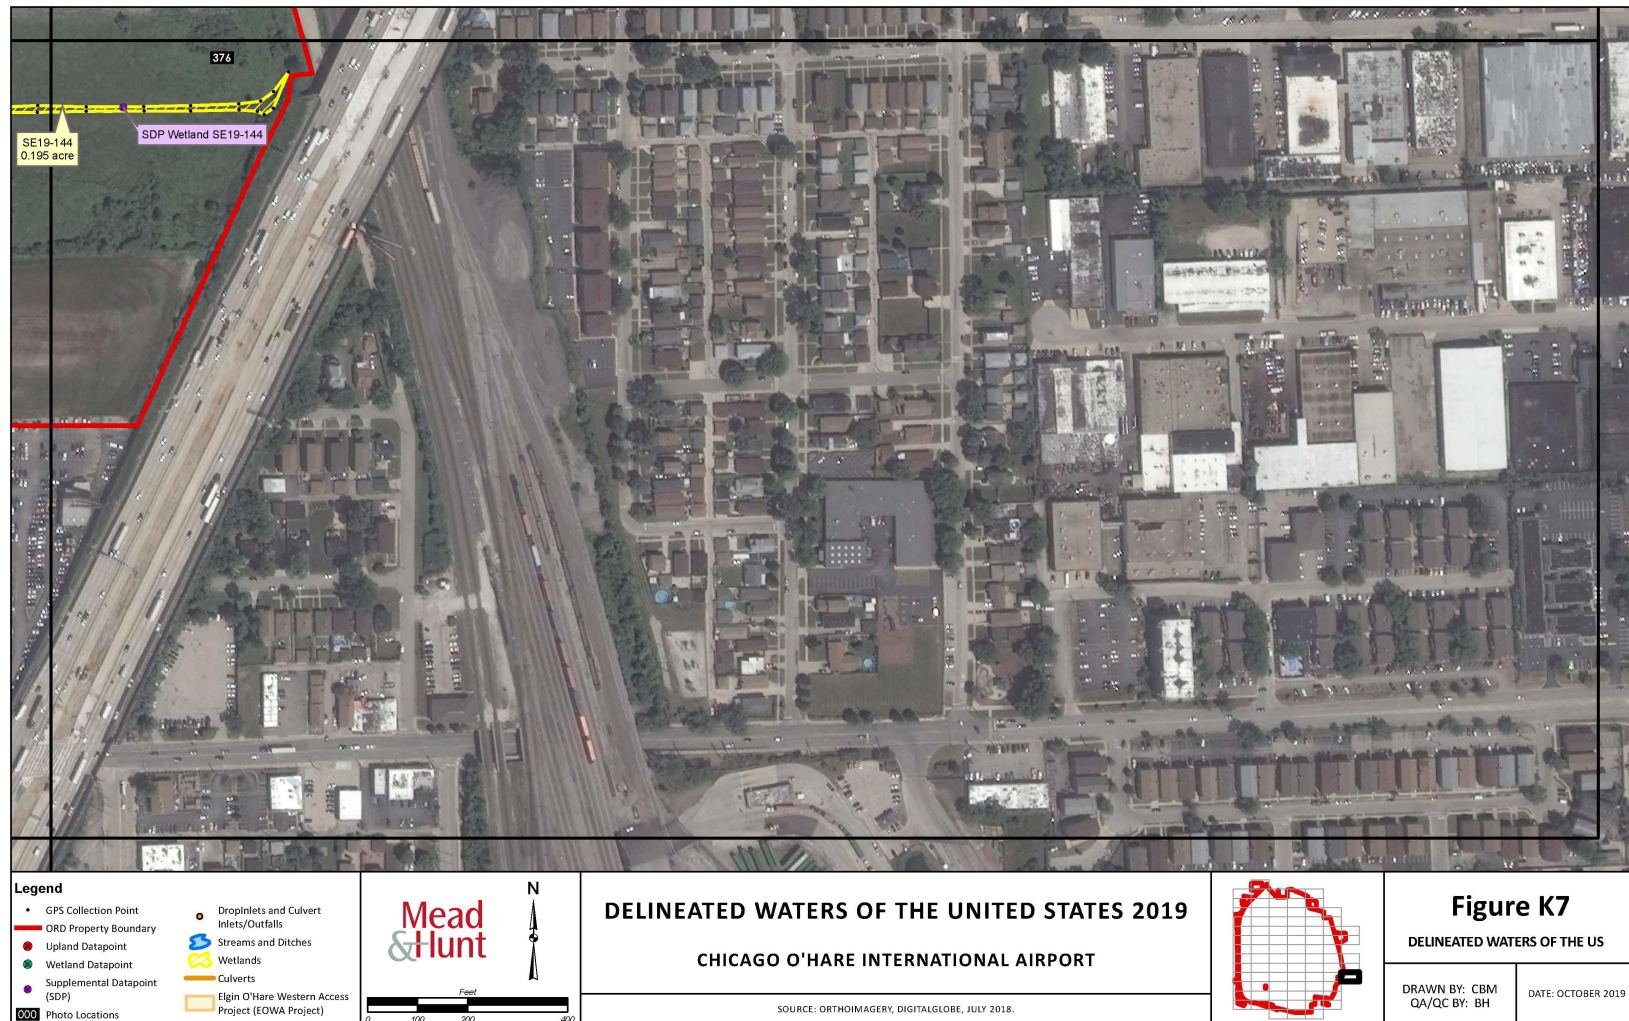 376
SE19-144
0.195 acre
SDP Wetland SE19-144
Legend
GPS Collection Point
ORD Property Boundary
Upland Datapoint
Wetland Datapoint
Supplemental Datapoint
(SDP)
000 Photo Locations
DropInlets and Culvert
Inlets/Outfalls
Streams and Ditches
Wetlands
Culverts
Elgin O'Hare Western Access
Project (EOWA Project)
Mead
&Hunt
N
Feet
0 100 200 400
DELINEATED WATERS OF THE UNITED STATES 2019
CHICAGO O'HARE INTERNATIONAL AIRPORT
SOURCE: ORTHOIMAGERY, DIGITALGLOBE, JULY 2018.
Figure K7
DELINEATED WATERS OF THE US
DRAWN BY: CBM
QA/QC BY: BH
DATE: OCTOBER 2019